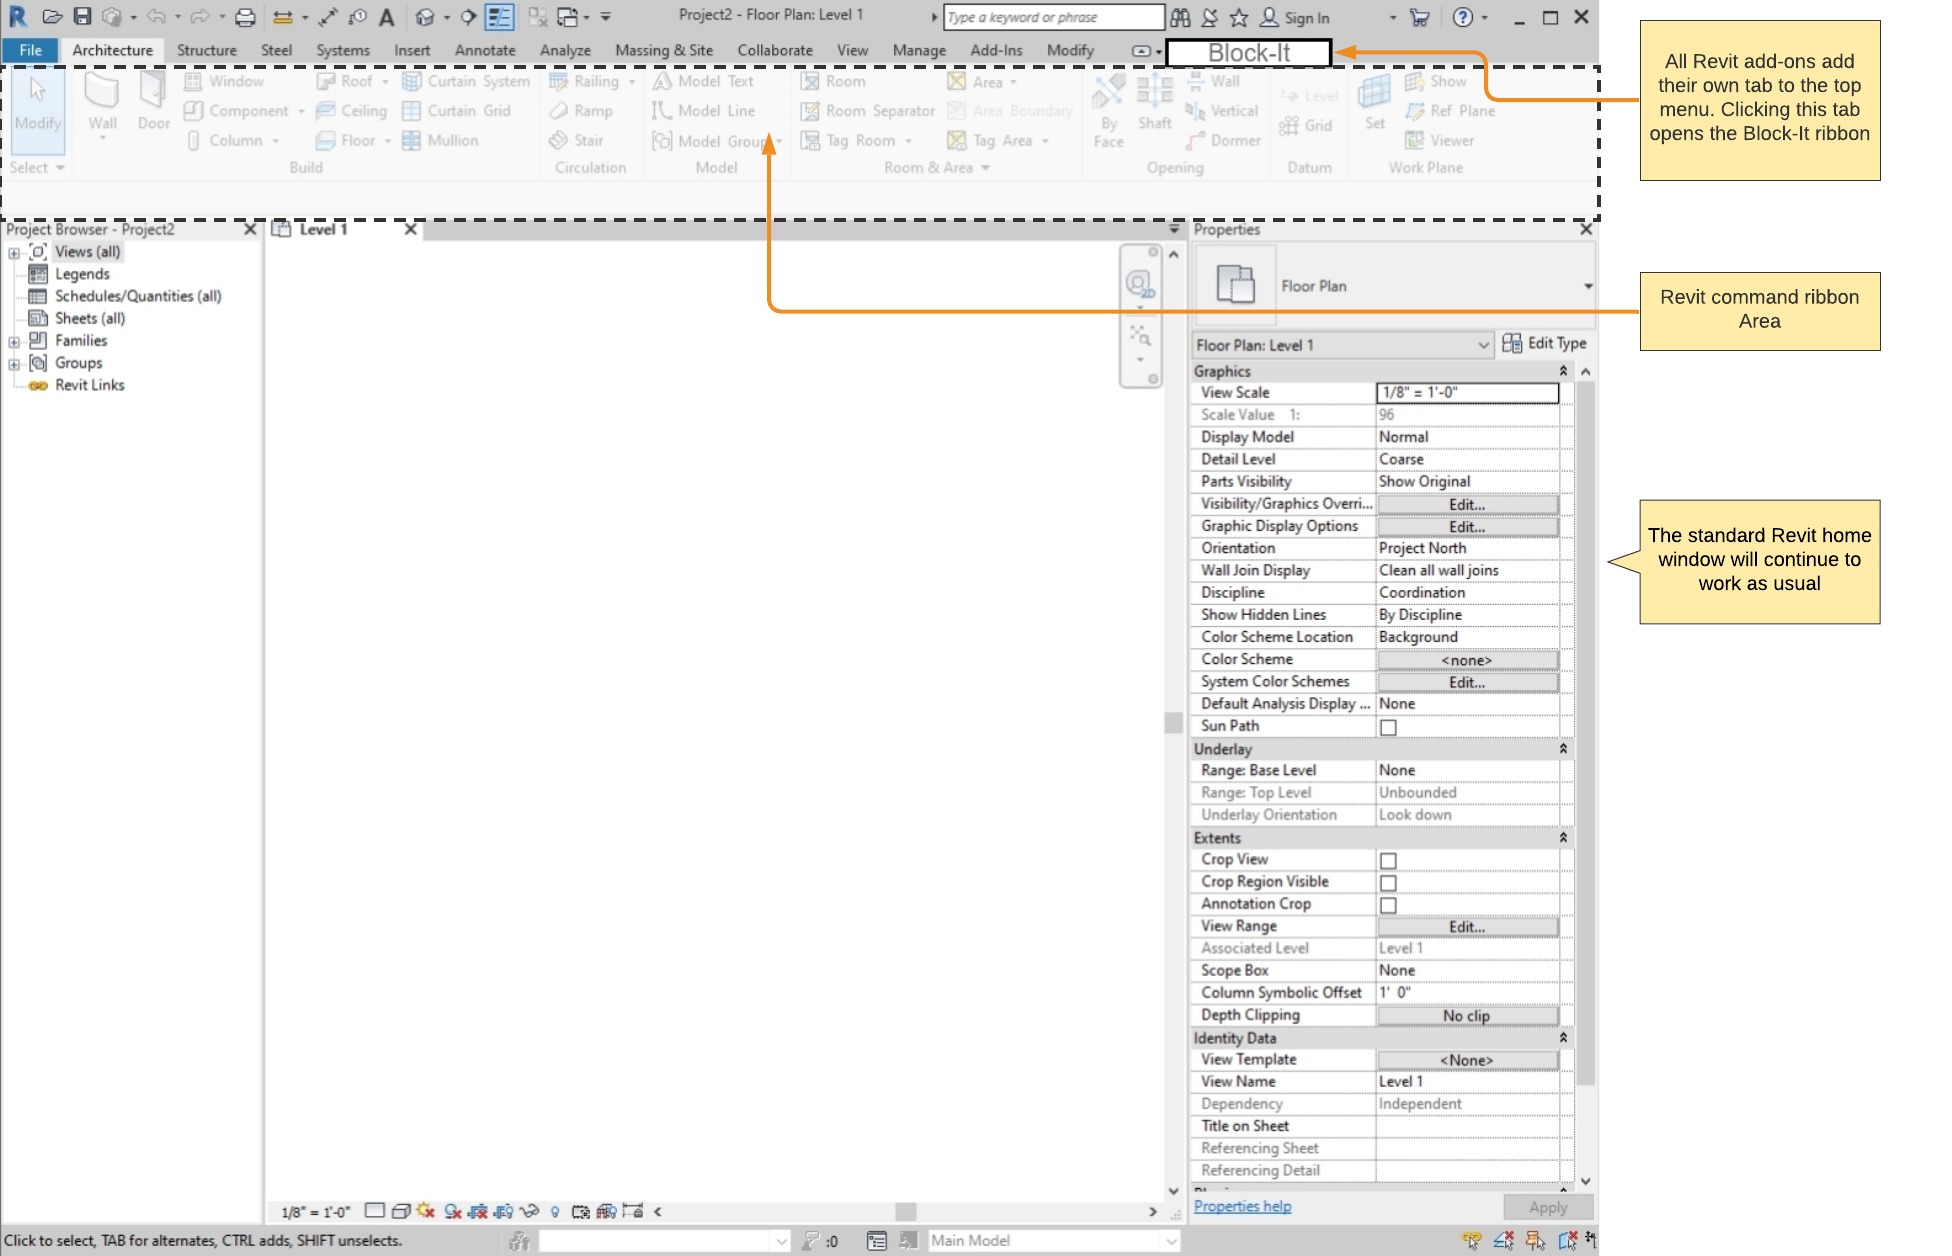 Project2 - Floor Plan: Level 1
Type a keyword or phrase
Sign In
File Architecture Structure Steel Systems Insert Annotate Analyze Massing & Site Collaborate View Manage Add-Ins Modify Block-It
Modify
Wall
Door
Window
Component
Column
Roof
Ceiling
Floor
Curtain System
Curtain Grid
Mullion
Railing
Ramp
Stair
Model Text
Model Line
Model Group
Room
Room Separator
Tag Room
Area
Area Boundary
Tag Area
By
Face
Shaft
Wall
Vertical
Dormer
Level
Grid
Set
Show
Ref Plane
Viewer
Select Build Circulation Model Room & Area Opening Datum Work Plane
All Revit add-ons add
their own tab to the top
menu. Clicking this tab
opens the Block-It ribbon
Revit command ribbon
Area
The standard Revit home
window will continue to
work as usual
Project Browser - Project2
Views (all)
Legends
Schedules/Quantities (all)
Sheets (all)
Families
Groups
Revit Links
Level 1
2D
Properties
Floor Plan
Floor Plan: Level 1 Edit Type
Graphics
View Scale 1/8" = 1'-0"
Scale Value 1: 96
Display Model Normal
Detail Level Coarse
Parts Visibility Show Original
Visibility/Graphics Overri... Edit...
Graphic Display Options Edit...
Orientation Project North
Wall Join Display Clean all wall joins
Discipline Coordination
Show Hidden Lines By Discipline
Color Scheme Location Background
Color Scheme <none>
System Color Schemes Edit...
Default Analysis Display ... None
Sun Path
Underlay
Range: Base Level None
Range: Top Level Unbounded
Underlay Orientation Look down
Extents
Crop View
Crop Region Visible
Annotation Crop
View Range Edit...
Associated Level Level 1
Scope Box None
Column Symbolic Offset 1' 0"
Depth Clipping No clip
Identity Data
View Template <None>
View Name Level 1
Dependency Independent
Title on Sheet
Referencing Sheet
Referencing Detail
Properties help Apply
1/8" = 1'-0"
Click to select, TAB for alternates, CTRL adds, SHIFT unselects.
:0
Main Model